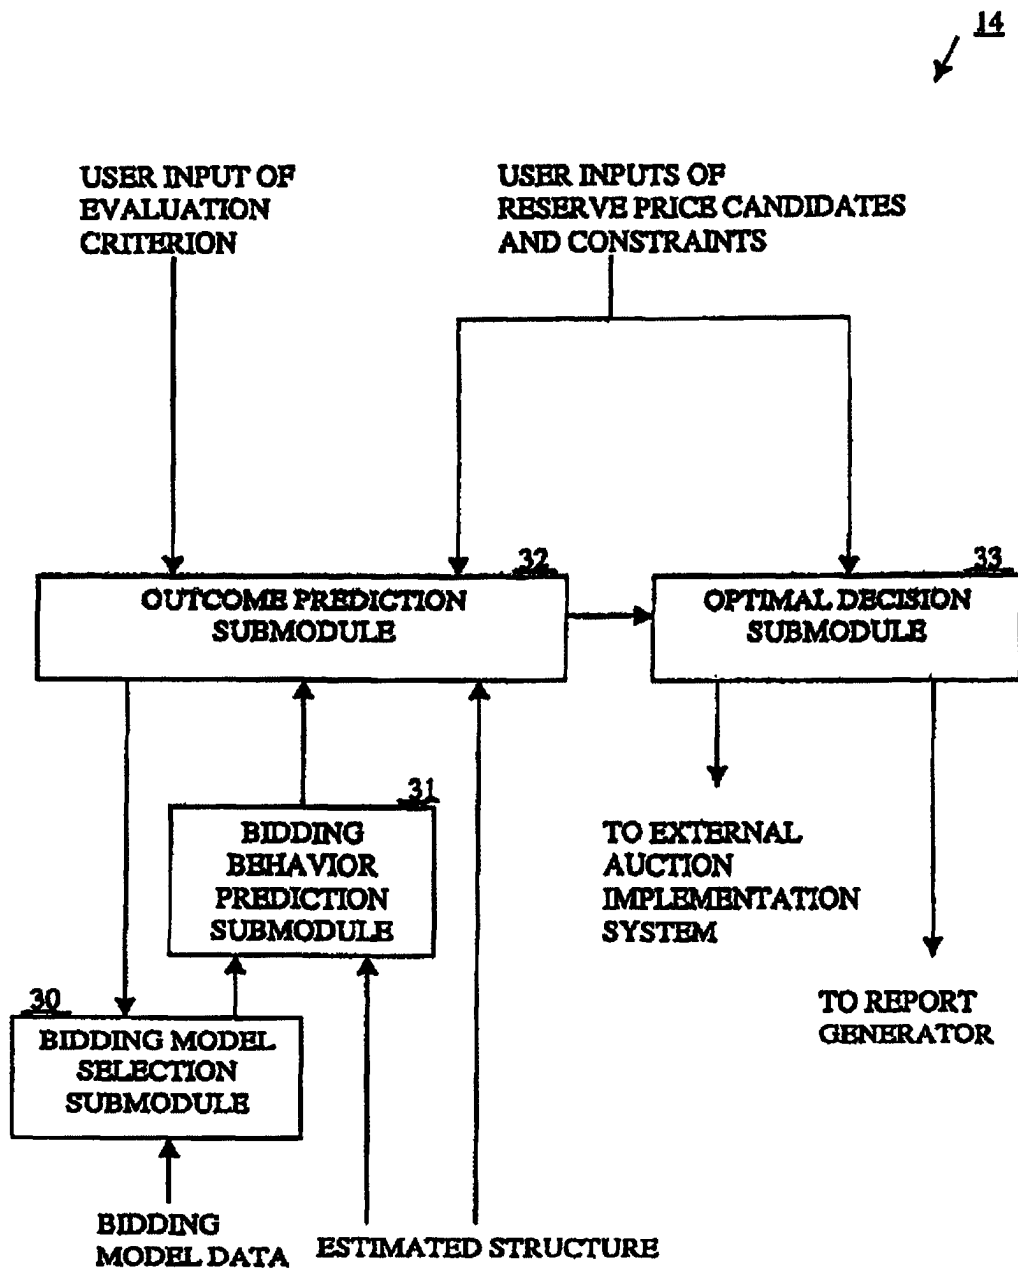 14
USER INPUT OF
EVALUATION
CRITERION
USER INPUTS OF
RESERVE PRICE CANDIDATES
AND CONSTRAINTS
32
OUTCOME PREDICTION
SUBMODULE
33
OPTIMAL DECISION
SUBMODULE
31
BIDDING
BEHAVIOR
PREDICTION
SUBMODULE
TO EXTERNAL
AUCTION
IMPLEMENTATION
SYSTEM
30
BIDDING MODEL
SELECTION
SUBMODULE
TO REPORT
GENERATOR
BIDDING
MODEL DATA
ESTIMATED STRUCTURE